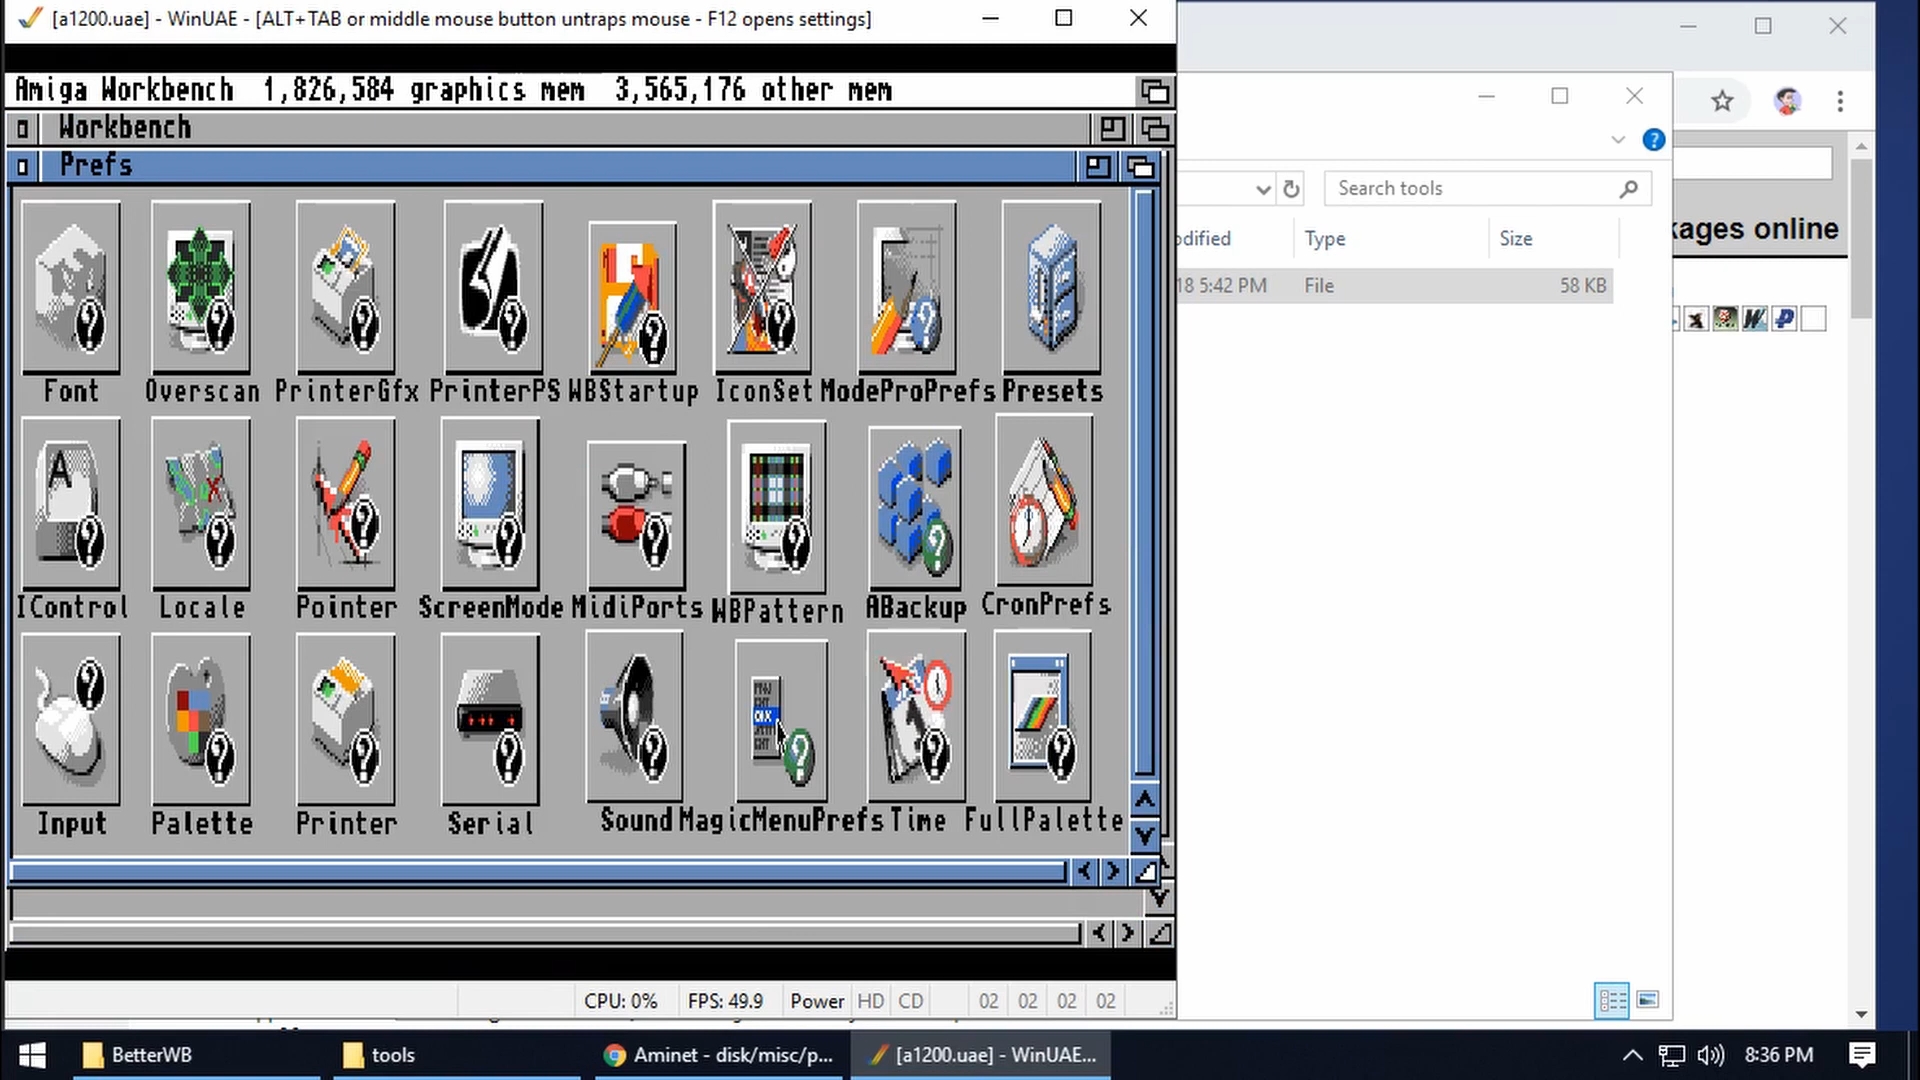 [a1200.uae] - WinUAE - [ALT+TAB or middle mouse button untraps mouse - F12 opens settings]
Amiga Workbench 1,826,584 graphics mem 3,565,176 other mem
Workbench
Prefs
Search tools
odified Type Size
kages online
18 5:42 PM File 58 KB
Font Overscan PrinterGfx PrinterPS WBStartup IconSet ModeProPrefs Presets
A
IControl Locale Pointer ScreenMode MidiPorts WBPattern ABackup CronPrefs
Input Palette Printer Serial Sound MagicMenuPrefs Time FullPalette
CPU: 0% FPS: 49.9 Power HD CD 02 02 02 02
BetterWB tools Aminet - disk/misc/p... [a1200.uae] - WinUAE... 8:36 PM